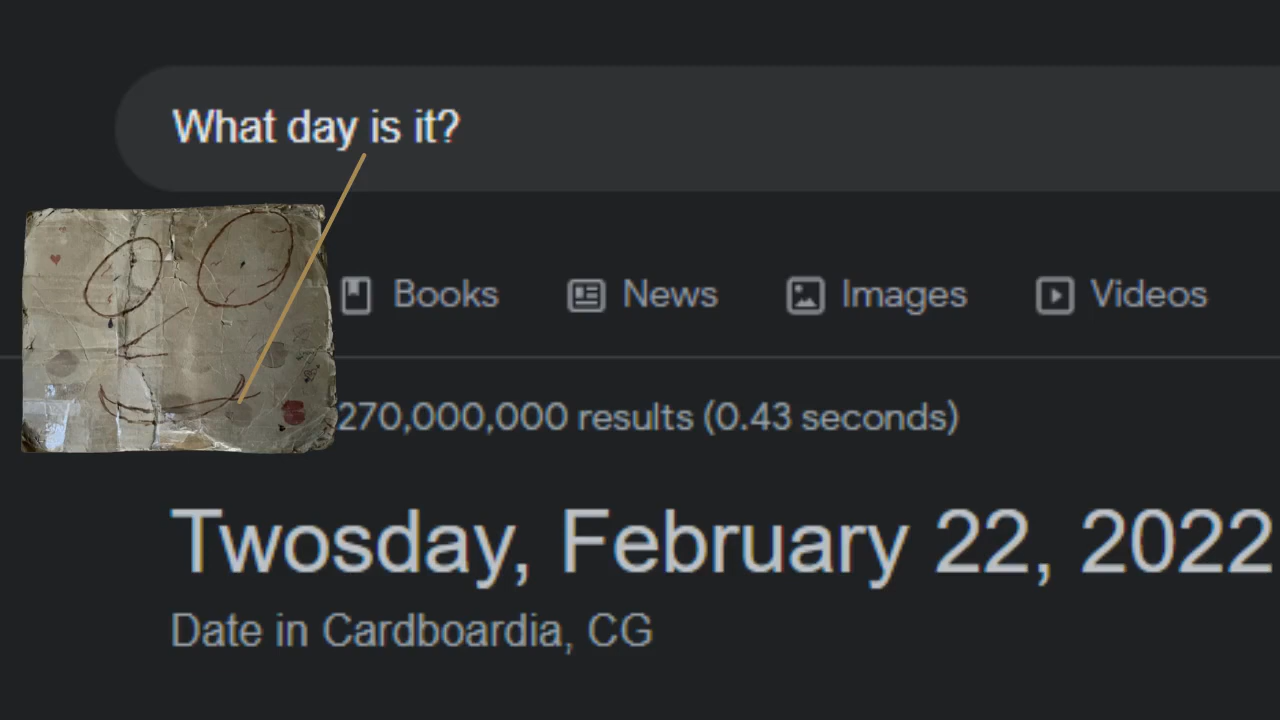 What day is it?
Books News Images Videos
270,000,000 results (0.43 seconds)
Twosday, February 22, 2022
Date in Cardboardia, CG